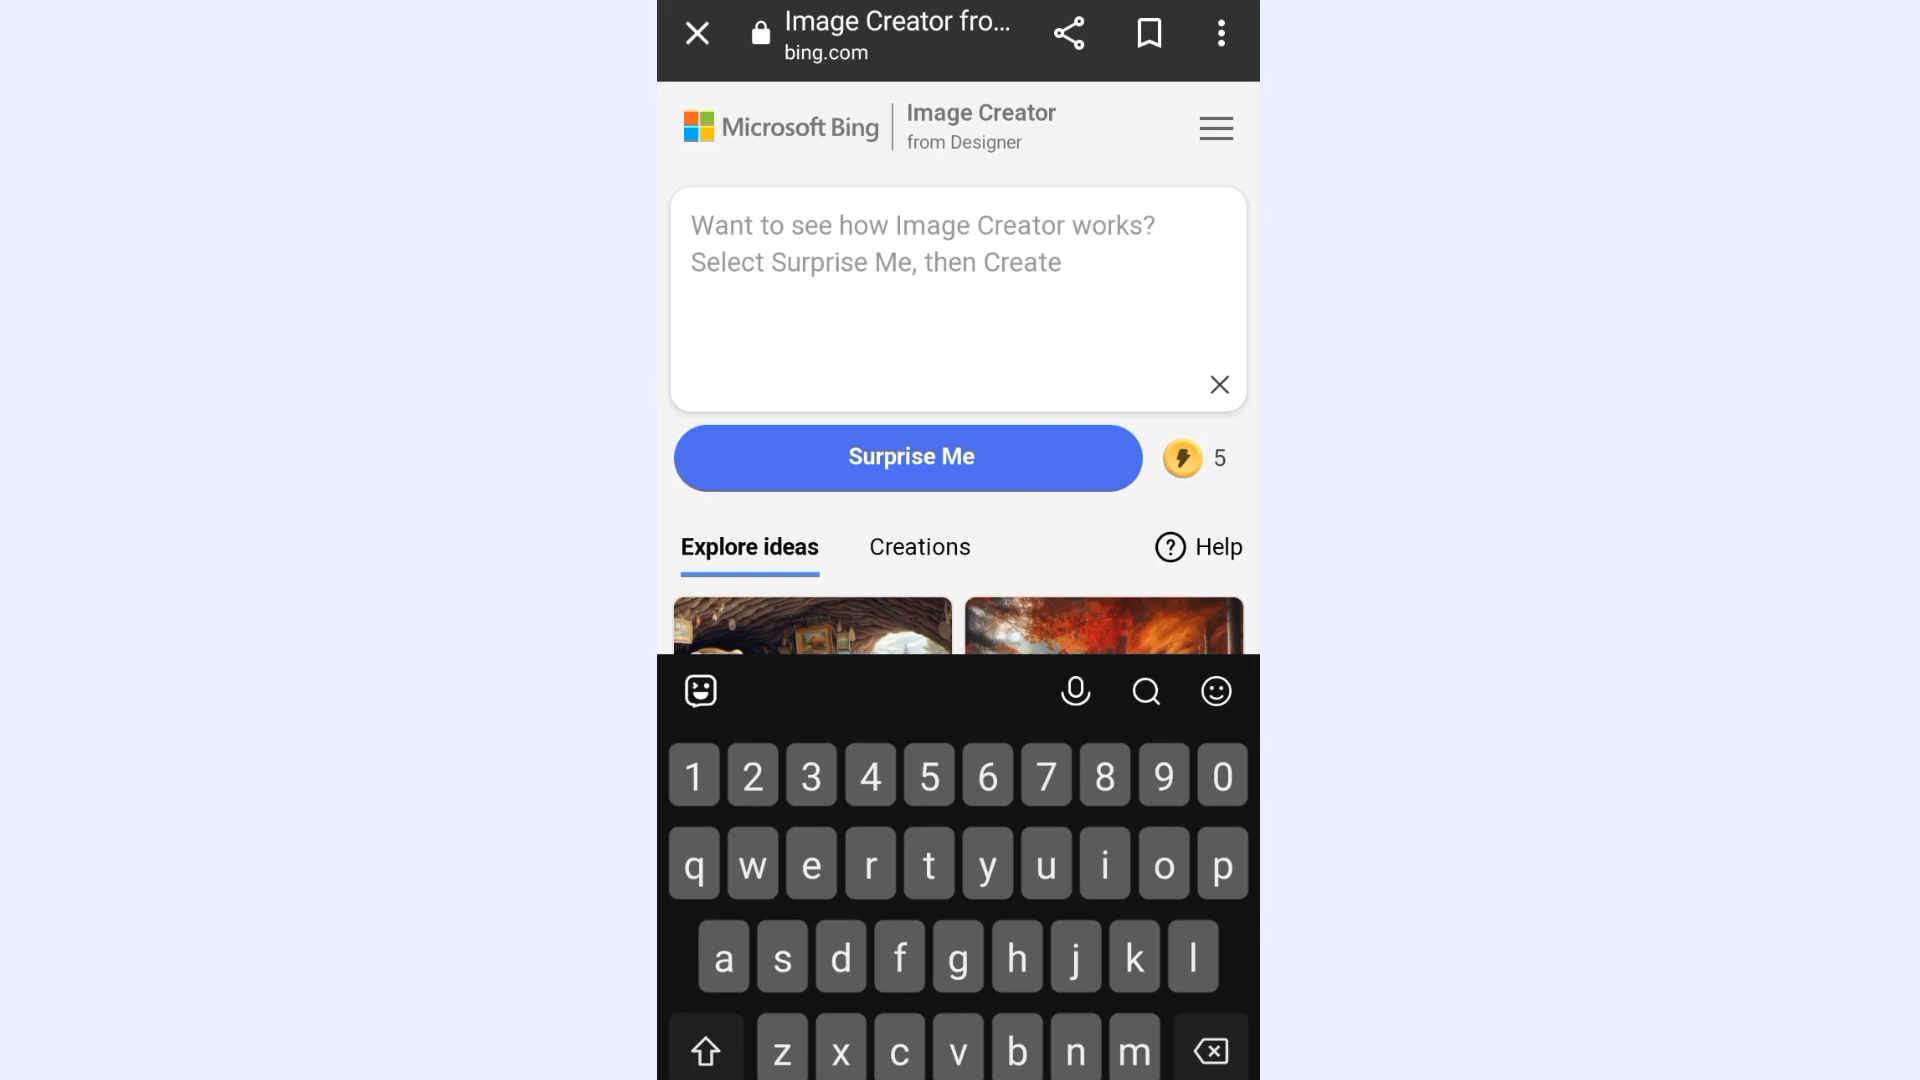 Image Creator fro...
bing.com
Microsoft Bing
Image Creator
from Designer
Want to see how Image Creator works?
Select Surprise Me, then Create
Surprise Me
5
Explore ideas
Creations
Help
1 2 3 4 5 6 7 8 9 0
q w e r t y u i o p
a s d f g h j k l
z x c v b n m